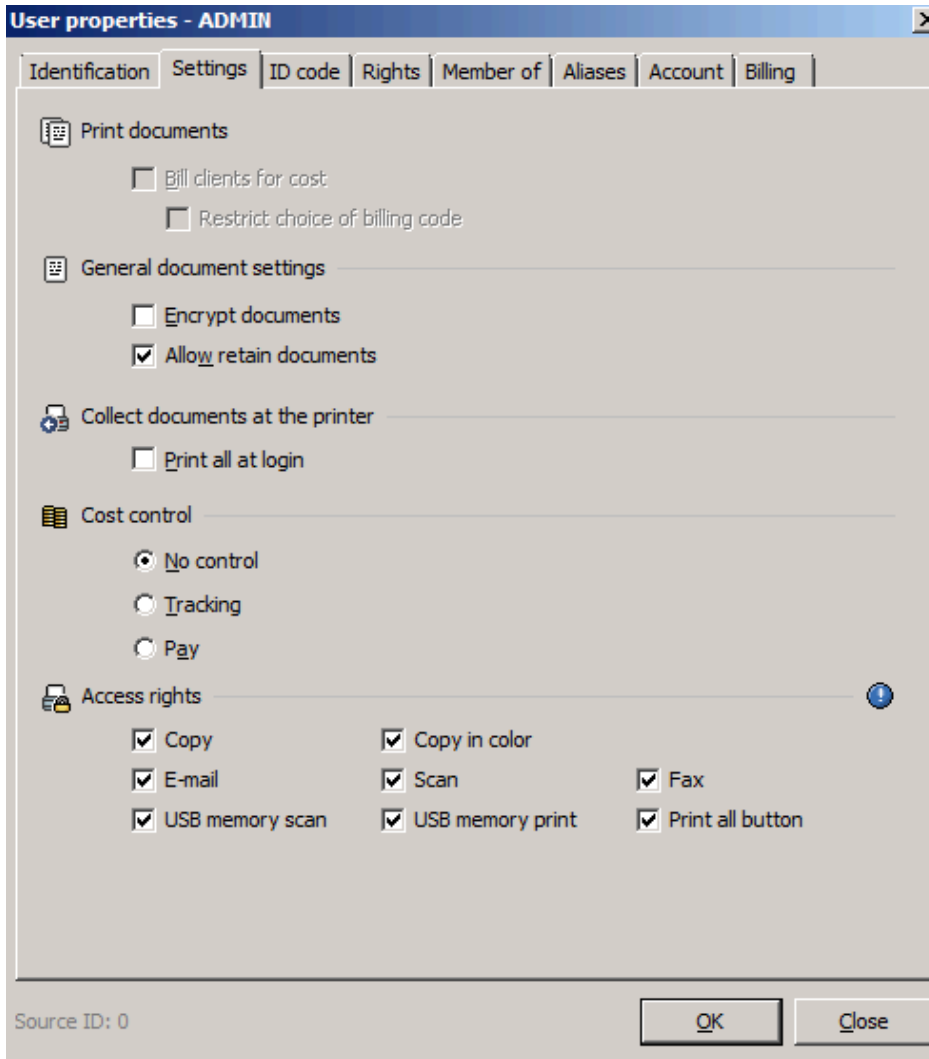 User properties - ADMIN
Identification Settings ID code Rights Member of Aliases Account Billing
Print documents
Bill clients for cost
Restrict choice of billing code
General document settings
Encrypt documents
Allow retain documents
Collect documents at the printer
Print all at login
Cost control
No control
Tracking
Pay
Access rights
Copy Copy in color
E-mail Scan Fax
USB memory scan USB memory print Print all button
Source ID: 0 OK Close